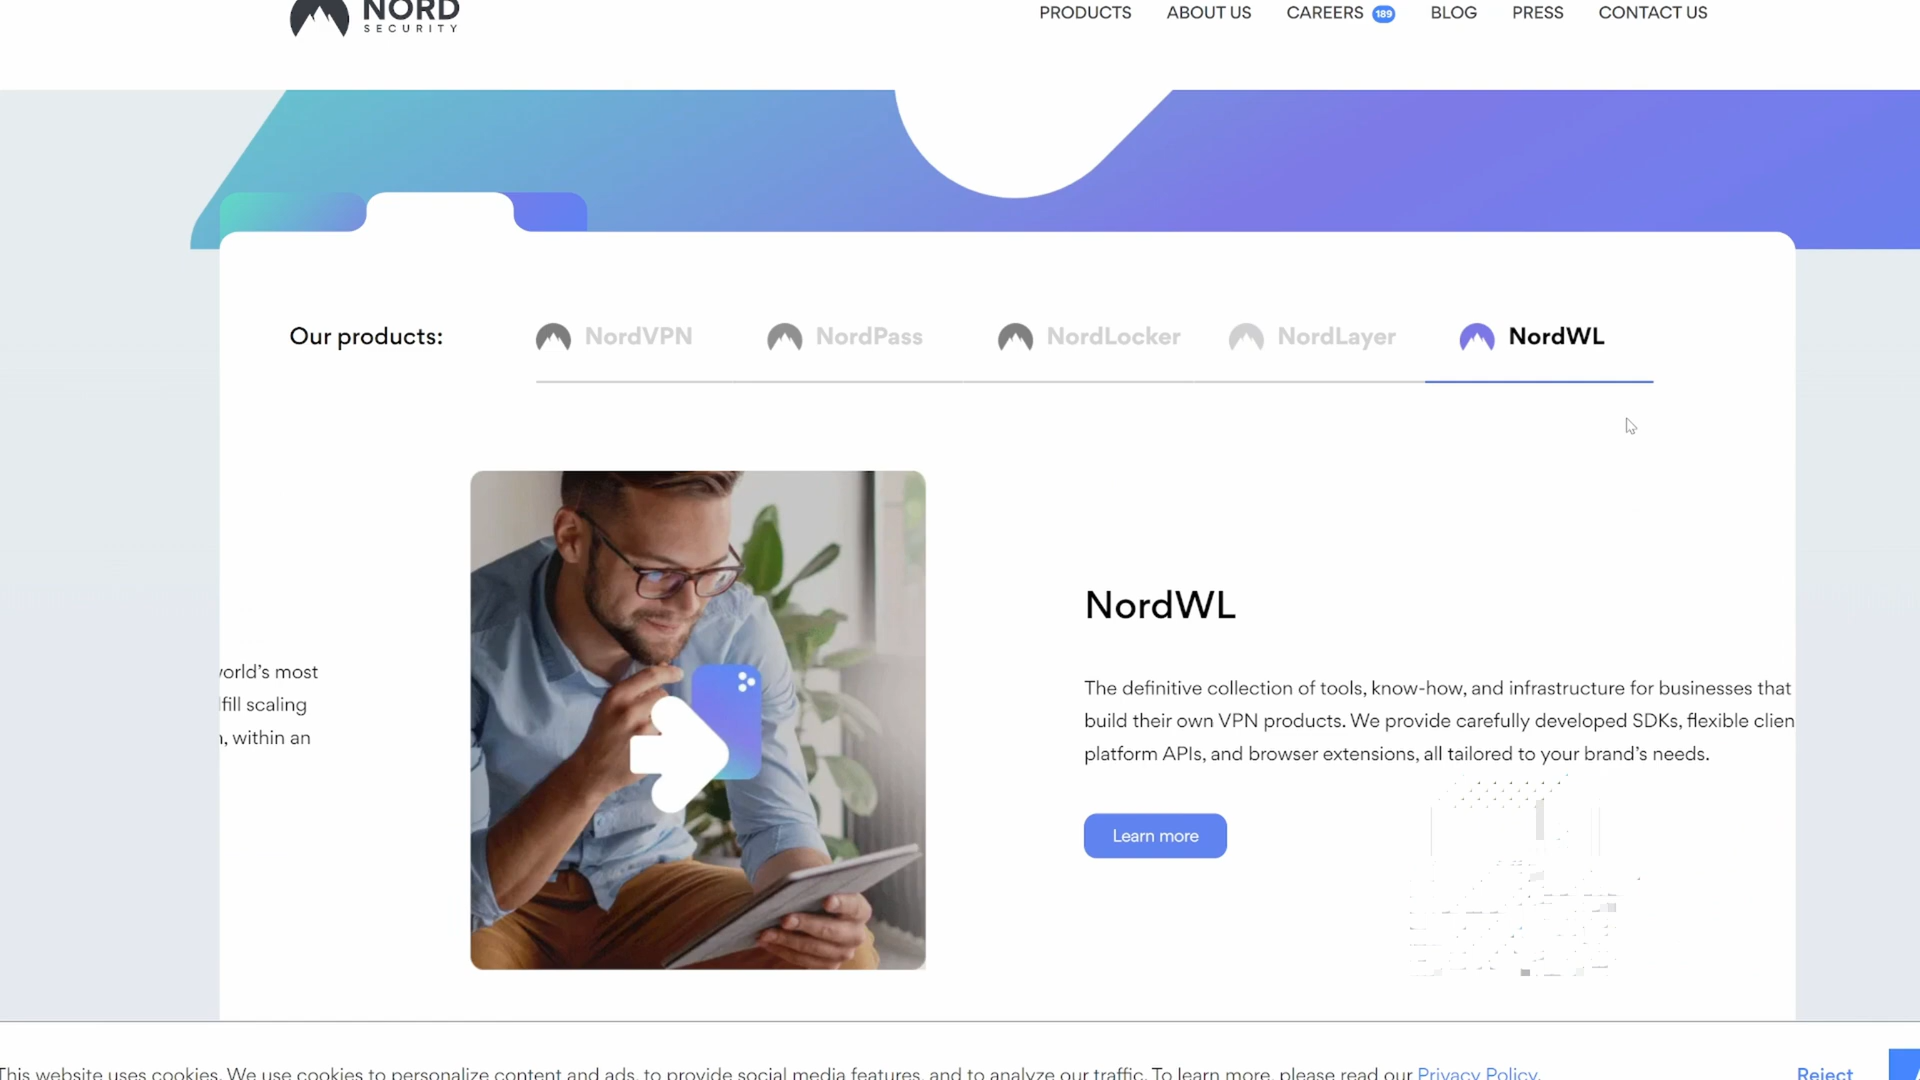 NORD
SECURITY
PRODUCTS ABOUT US CAREERS 189 BLOG PRESS CONTACT US
Our products: NordVPN NordPass NordLocker NordLayer NordWL
world's most
fill scaling
, within an
NordWL
The definitive collection of tools, know-how, and infrastructure for businesses that
build their own VPN products. We provide carefully developed SDKs, flexible clien
platform APIs, and browser extensions, all tailored to your brand's needs.
Learn more
This website uses cookies. We use cookies to personalize content and ads, to provide social media features, and to analyze our traffic. To learn more, please read our Privacy Policy.
Reject